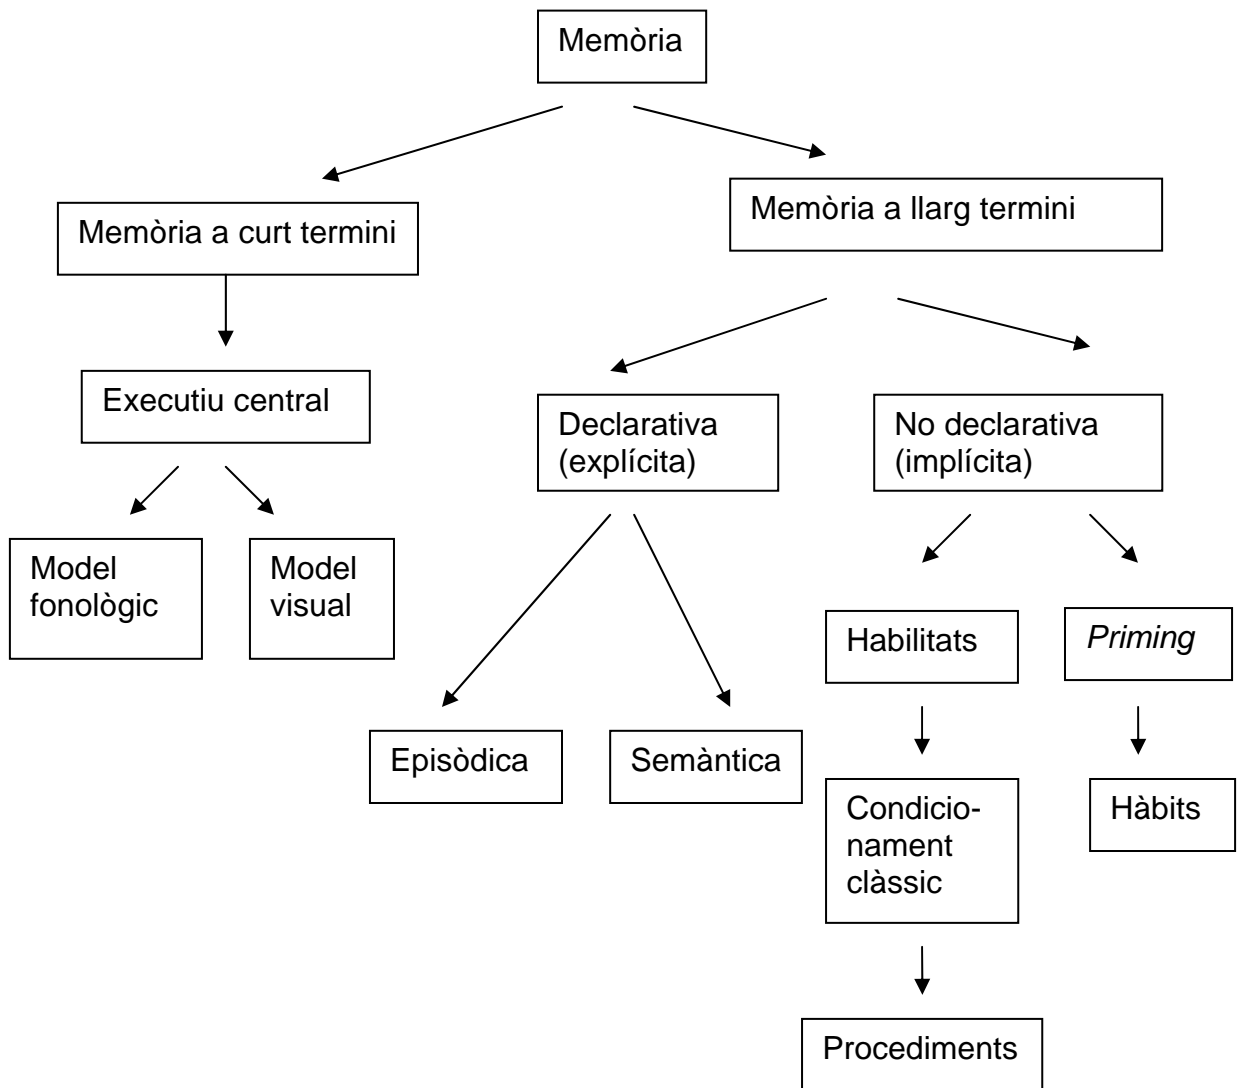 Memòria
Memòria a curt termini
Memòria a llarg termini
Executiu central
Declarativa
(explícita)
No declarativa
(implícita)
Model
fonològic
Model
visual
Habilitats
Priming
Episòdica
Semàntica
Condicio-
nament
clàssic
Hàbits
Procediments